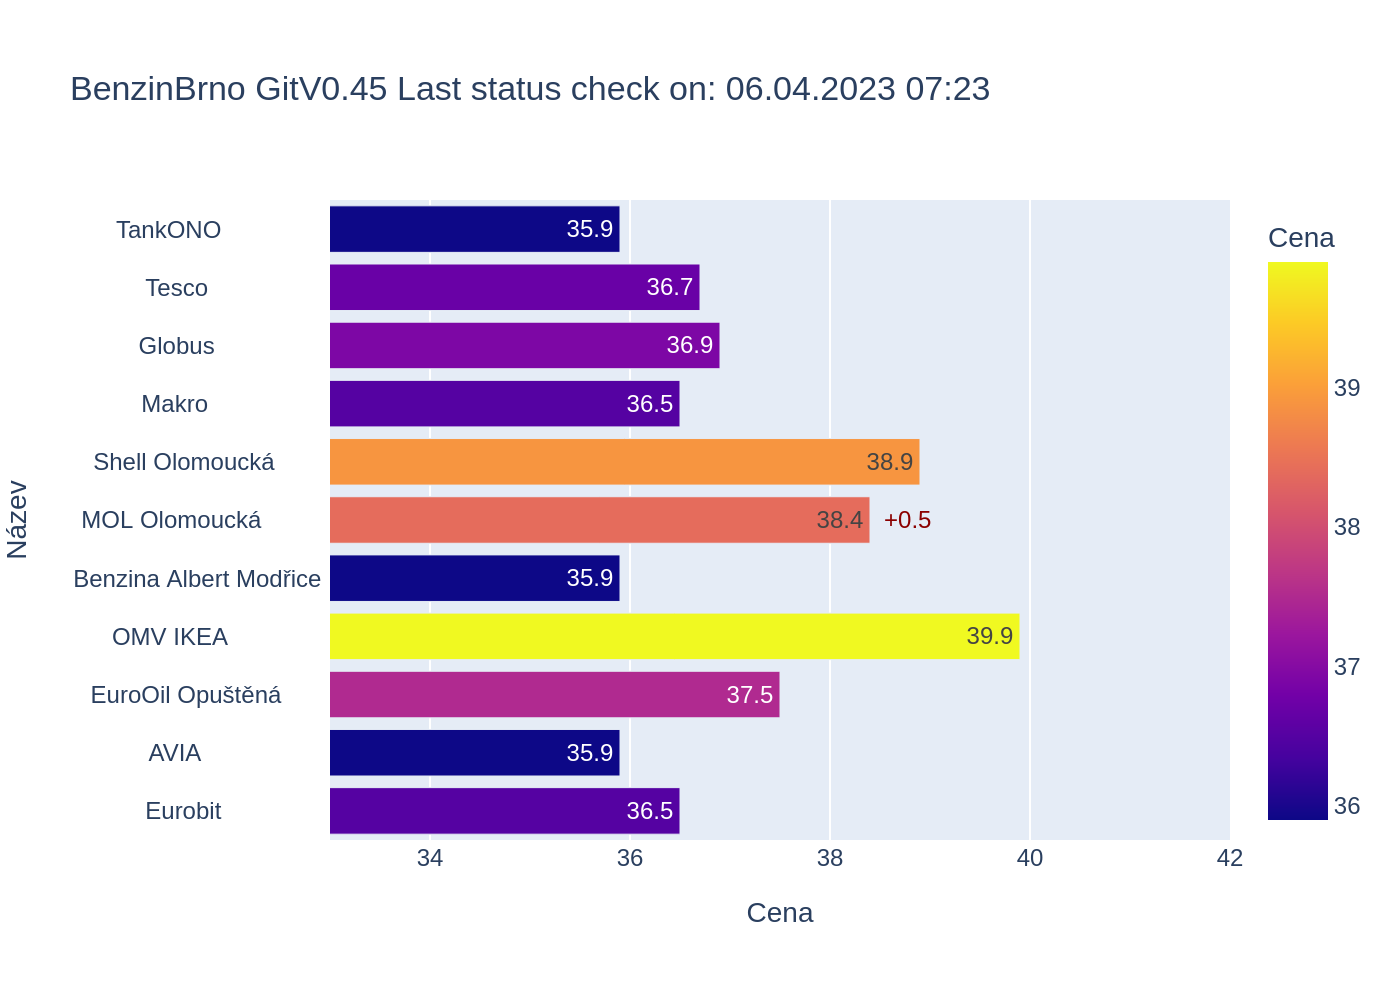 BenzinBrno GitV0.45 Last status check on: 06.04.2023 07:23
Cena
Název
TankONO 35.9
Tesco 36.7
Globus 36.9
Makro 36.5
Shell Olomoucká 38.9
MOL Olomoucká 38.4 +0.5
Benzina Albert Modřice 35.9
OMV IKEA 39.9
EuroOil Opuštěná 37.5
AVIA 35.9
Eurobit 36.5
39
38
37
36
34 36 38 40 42
Cena